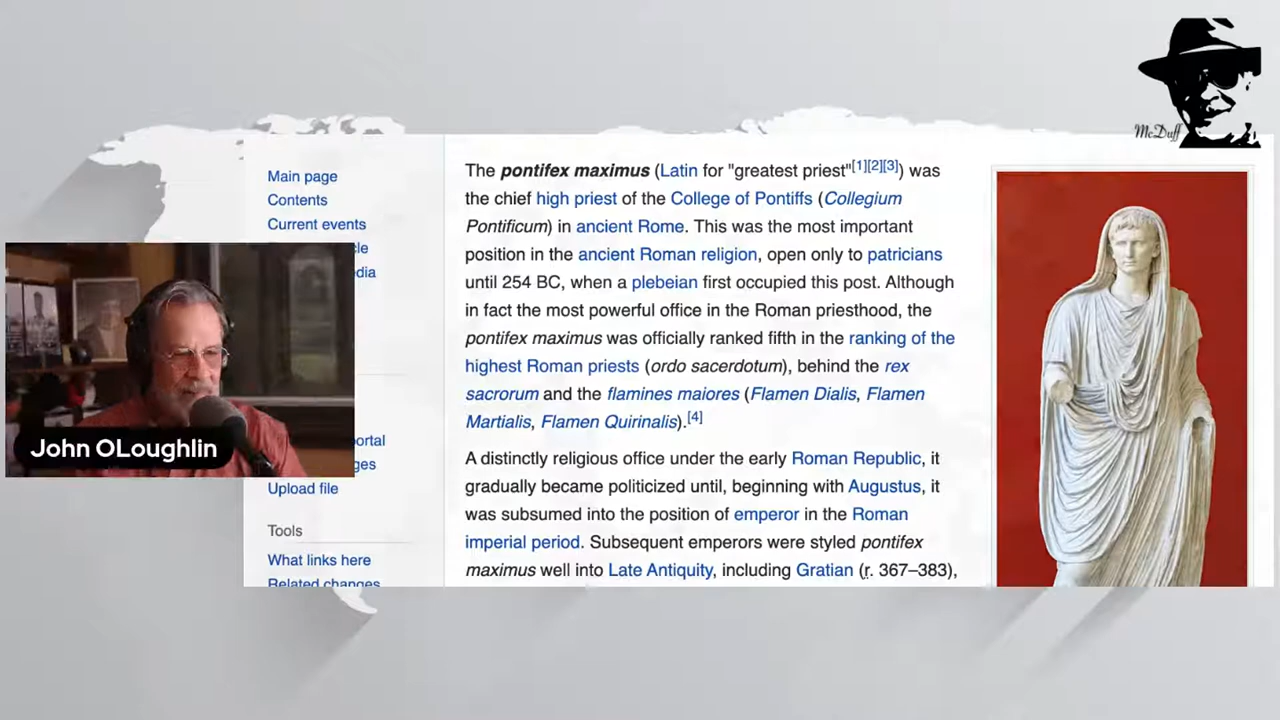 McDuff
Main page
Contents
Current events
cle
dia
ortal
ges
Upload file
Tools
What links here
Related changes
The pontifex maximus (Latin for "greatest priest"[1][2][3]) was
the chief high priest of the College of Pontiffs (Collegium
Pontificum) in ancient Rome. This was the most important
position in the ancient Roman religion, open only to patricians
until 254 BC, when a plebeian first occupied this post. Although
in fact the most powerful office in the Roman priesthood, the
pontifex maximus was officially ranked fifth in the ranking of the
highest Roman priests (ordo sacerdotum), behind the rex
sacrorum and the flamines maiores (Flamen Dialis, Flamen
Martialis, Flamen Quirinalis).[4]
A distinctly religious office under the early Roman Republic, it
gradually became politicized until, beginning with Augustus, it
was subsumed into the position of emperor in the Roman
imperial period. Subsequent emperors were styled pontifex
maximus well into Late Antiquity, including Gratian (r. 367–383),
John OLoughlin